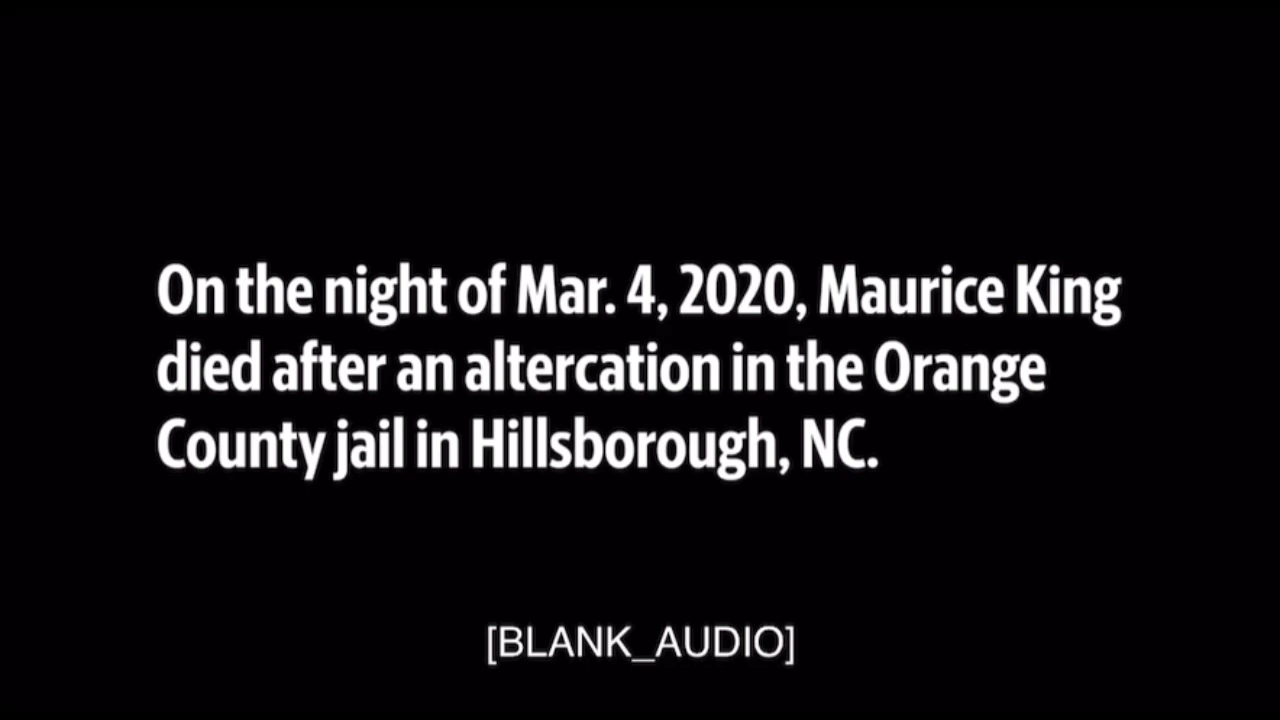 On the night of Mar. 4, 2020, Maurice King
died after an altercation in the Orange
County jail in Hillsborough, NC.
[BLANK_AUDIO]